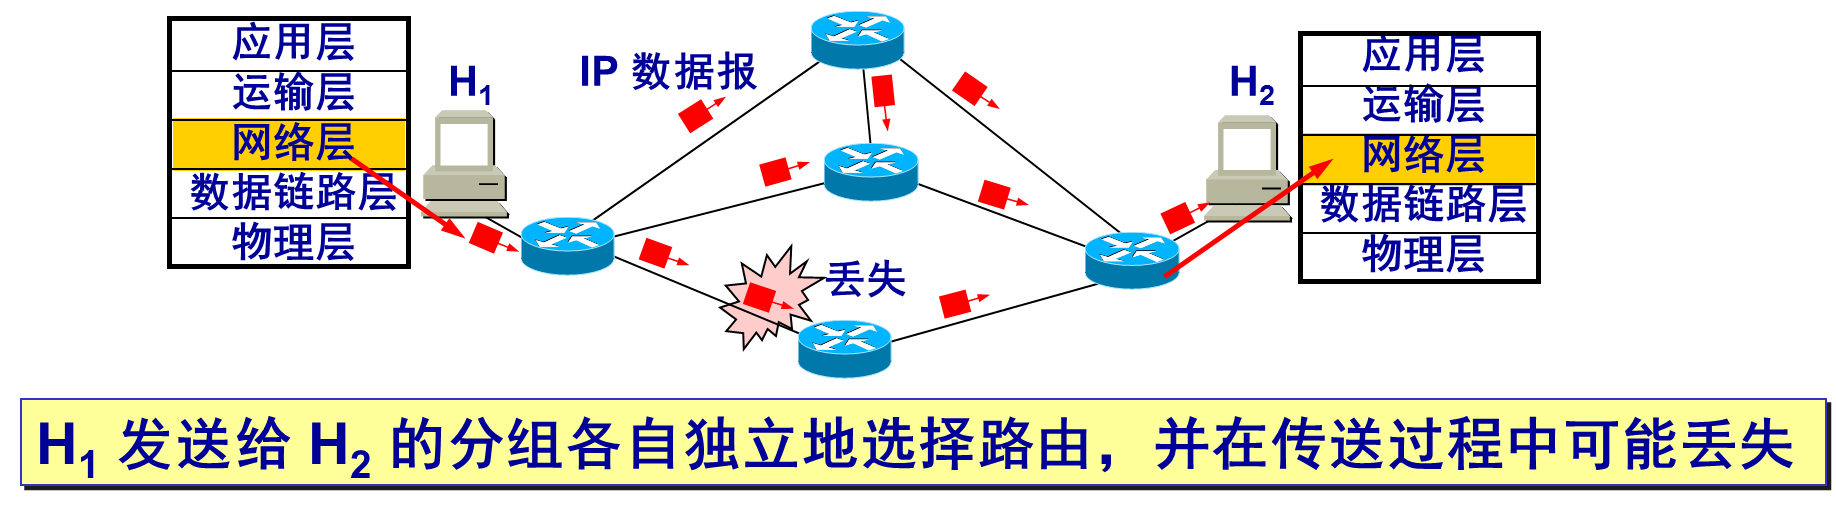 应用层
运输层
网络层
数据链路层
物理层
H1
IP 数据报
丢失
H2
应用层
运输层
网络层
数据链路层
物理层
H1 发送给 H2 的分组各自独立地选择路由，并在传送过程中可能丢失